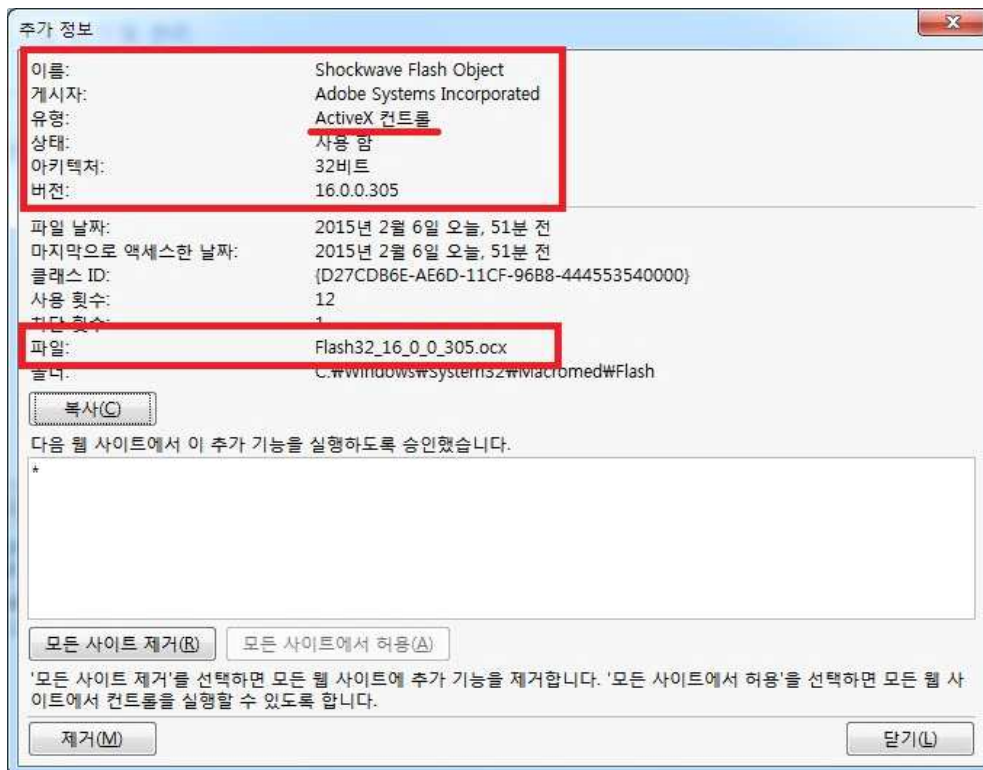 추가 정보
이름: Shockwave Flash Object
게시자: Adobe Systems Incorporated
유형: ActiveX 컨트롤
상태: 사용 함
아키텍처: 32비트
버전: 16.0.0.305
파일 날짜: 2015년 2월 6일 오늘, 51분 전
마지막으로 액세스한 날짜: 2015년 2월 6일 오늘, 51분 전
클래스 ID: {D27CDB6E-AE6D-11CF-96B8-444553540000}
사용 횟수: 12
차단 횟수: 1
파일: Flash32_16_0_0_305.ocx
폴더: C:₩Windows₩System32₩Macromed₩Flash
복사(C)
다음 웹 사이트에서 이 추가 기능을 실행하도록 승인했습니다.
*
모든 사이트 제거(R) 모든 사이트에서 허용(A)
'모든 사이트 제거'를 선택하면 모든 웹 사이트에 추가 기능을 제거합니다. '모든 사이트에서 허용'을 선택하면 모든 웹 사
이트에서 컨트롤을 실행할 수 있도록 합니다.
제거(M) 닫기(L)